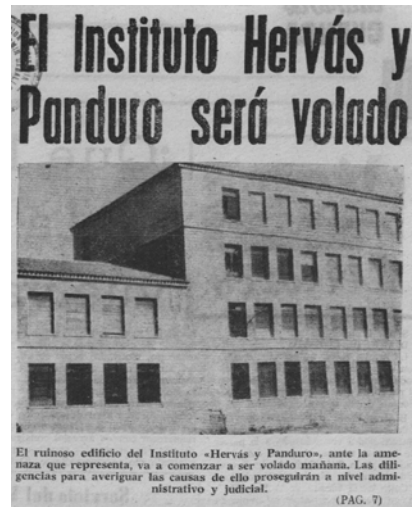 El Instituto Hervás y
Panduro será volado
El ruinoso edificio del Instituto «Hervás y Panduro», ante la ame-
naza que representa, va a comenzar a ser volado mañana. Las dili-
gencias para averiguar las causas de ello proseguirán a nivel admi-
nistrativo y judicial.
(PAG. 7)